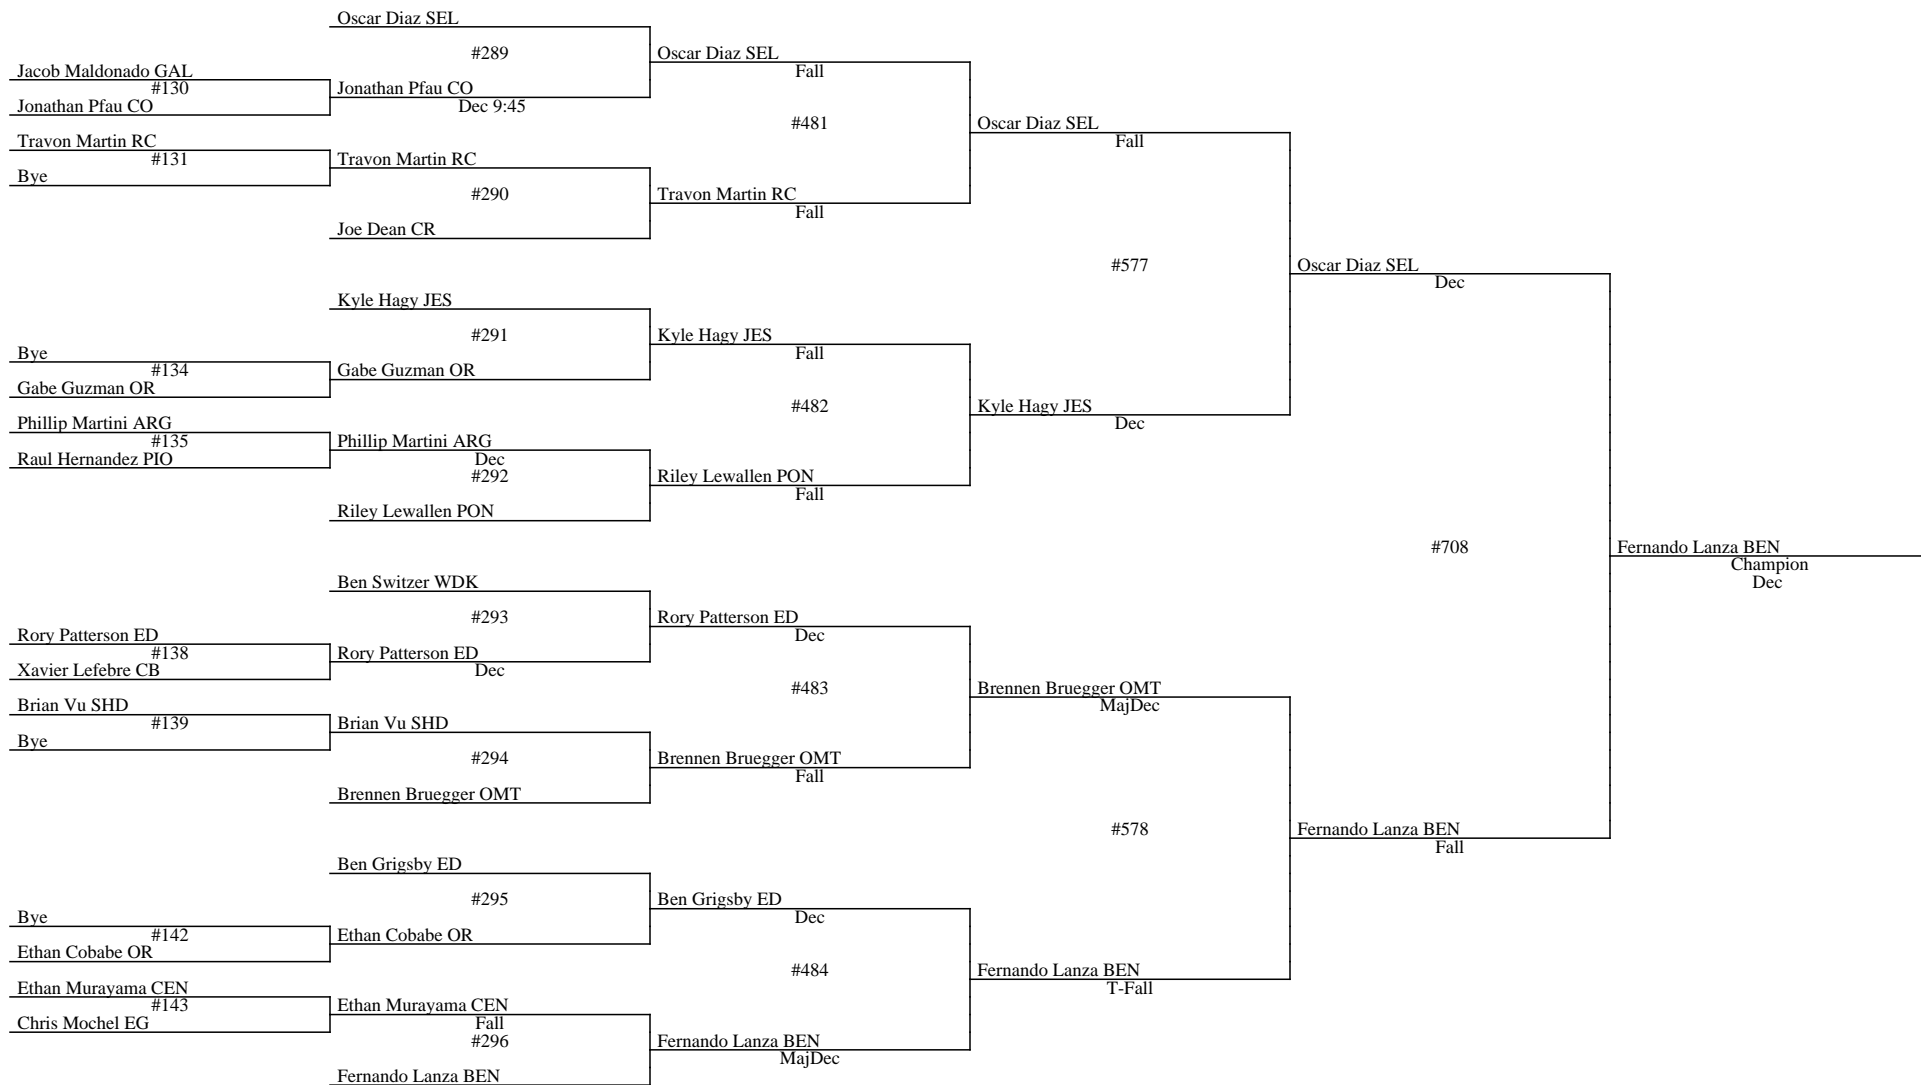 Oscar Diaz SEL
#289
Oscar Diaz SEL
Fall
Jacob Maldonado GAL
#130
Jonathan Pfau CO
Jonathan Pfau CO
Dec 9:45
#481
Oscar Diaz SEL
Fall
Travon Martin RC
#131
Bye
Travon Martin RC
#290
Travon Martin RC
Fall
Joe Dean CR
#577
Oscar Diaz SEL
Dec
Kyle Hagy JES
#291
Kyle Hagy JES
Fall
Bye
#134
Gabe Guzman OR
Gabe Guzman OR
#482
Kyle Hagy JES
Dec
Phillip Martini ARG
#135
Raul Hernandez PIO
Phillip Martini ARG
Dec
#292
Riley Lewallen PON
Fall
Riley Lewallen PON
#708
Fernando Lanza BEN
Champion
Dec
Ben Switzer WDK
#293
Rory Patterson ED
Dec
Rory Patterson ED
#138
Xavier Lefebre CB
Rory Patterson ED
Dec
#483
Brennen Bruegger OMT
MajDec
Brian Vu SHD
#139
Bye
Brian Vu SHD
#294
Brennen Bruegger OMT
Fall
Brennen Bruegger OMT
#578
Fernando Lanza BEN
Fall
Ben Grigsby ED
#295
Ben Grigsby ED
Dec
Bye
#142
Ethan Cobabe OR
Ethan Cobabe OR
#484
Fernando Lanza BEN
T-Fall
Ethan Murayama CEN
#143
Chris Mochel EG
Ethan Murayama CEN
Fall
#296
Fernando Lanza BEN
MajDec
Fernando Lanza BEN